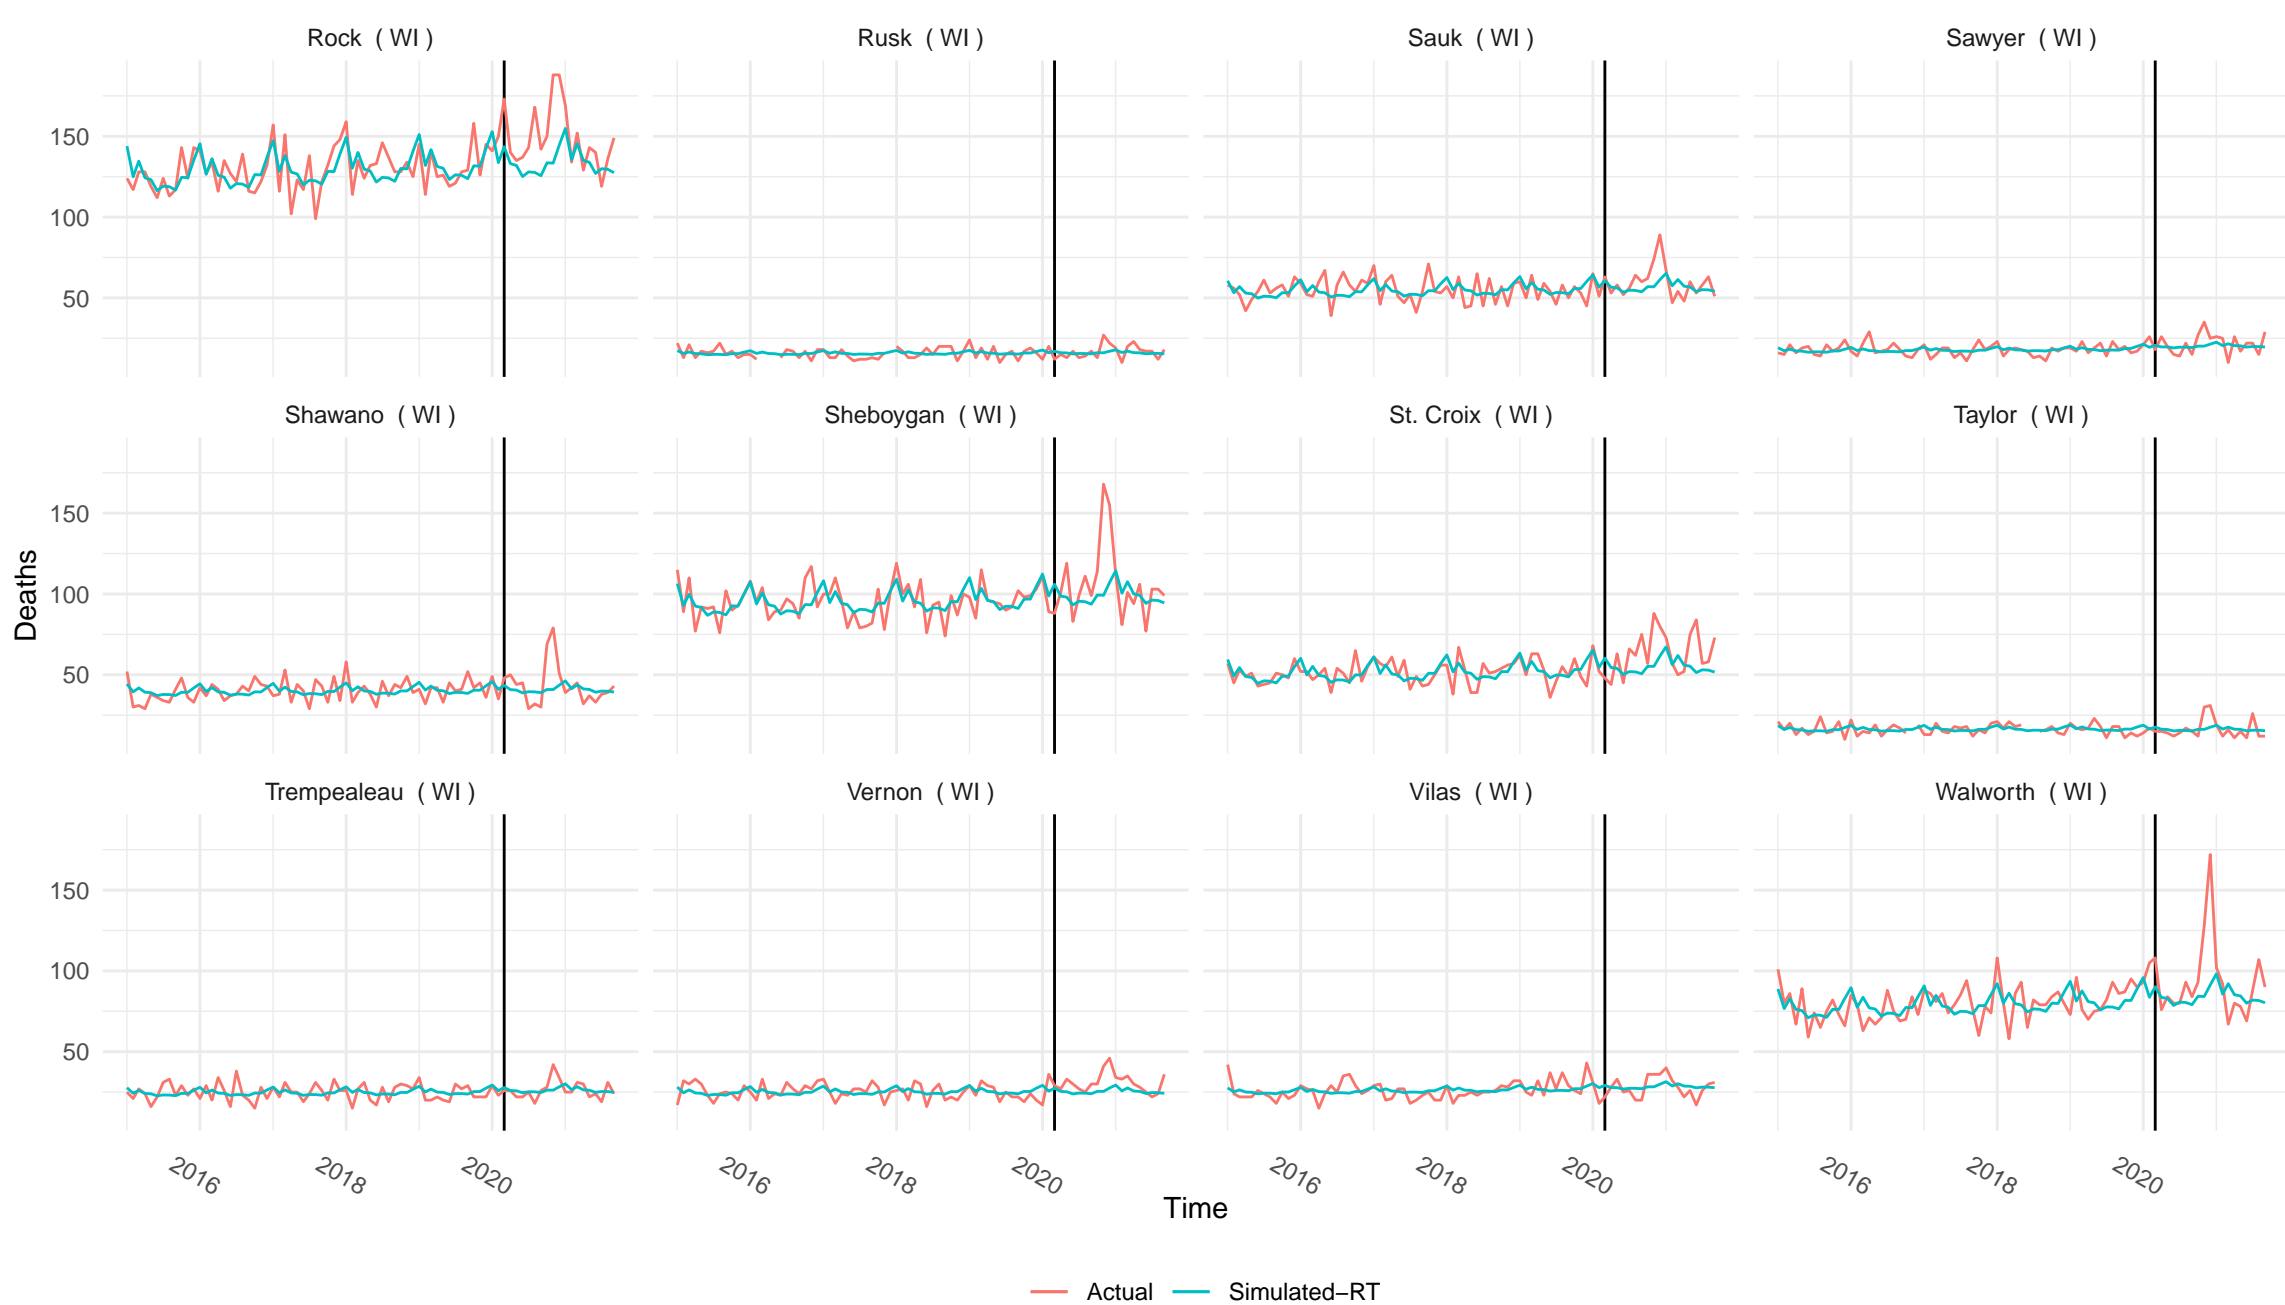 Rock ( WI )
Rusk ( WI )
Sauk ( WI )
Sawyer ( WI )
150
100
50
Shawano ( WI )
Sheboygan ( WI )
St. Croix ( WI )
Taylor ( WI )
150
100
50
Deaths
Trempealeau ( WI )
Vernon ( WI )
Vilas ( WI )
Walworth ( WI )
150
100
50
2016 2018 2020
2016 2018 2020
2016 2018 2020
2016 2018 2020
Time
Actual
Simulated−RT